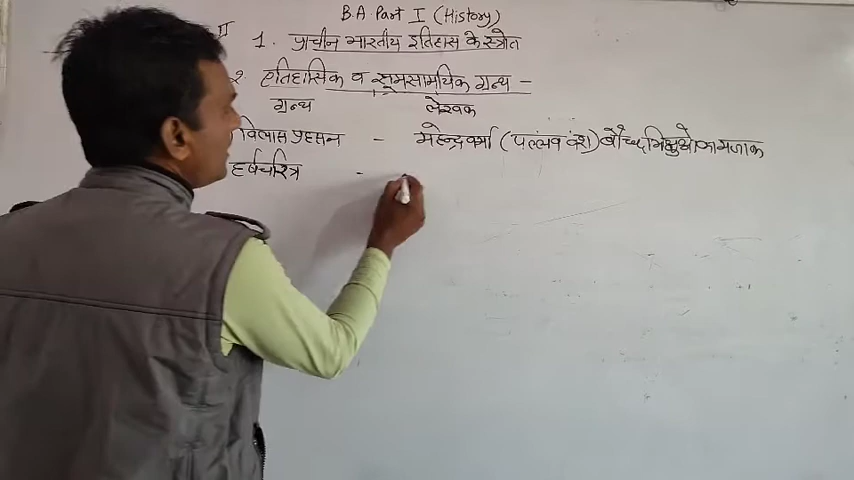 B.A. Part I (History)
II 1. प्राचीन भारतीय इतिहास के स्त्रोत
2. ऐतिहासिक व समसामयिक ग्रन्थ -
ग्रन्थ लेखक
विलास प्रहसन - महेन्द्रवर्मा (पल्लव वंश) बौध्द भिक्षुओ का मजाक
हर्षचरित्र -